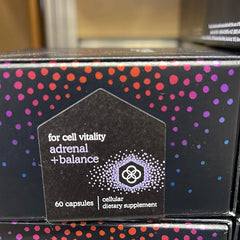 for cell vitality
adrenal
+balance
60 capsules
cellular
dietary supplement